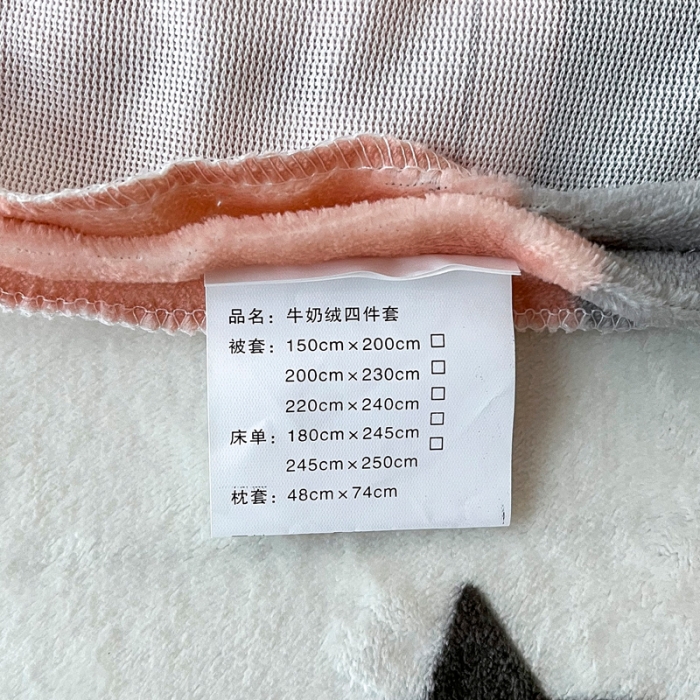 品名：牛奶绒四件套
被套：150cm×200cm □
200cm×230cm □
220cm×240cm □
床单：180cm×245cm □
245cm×250cm
枕套：48cm×74cm